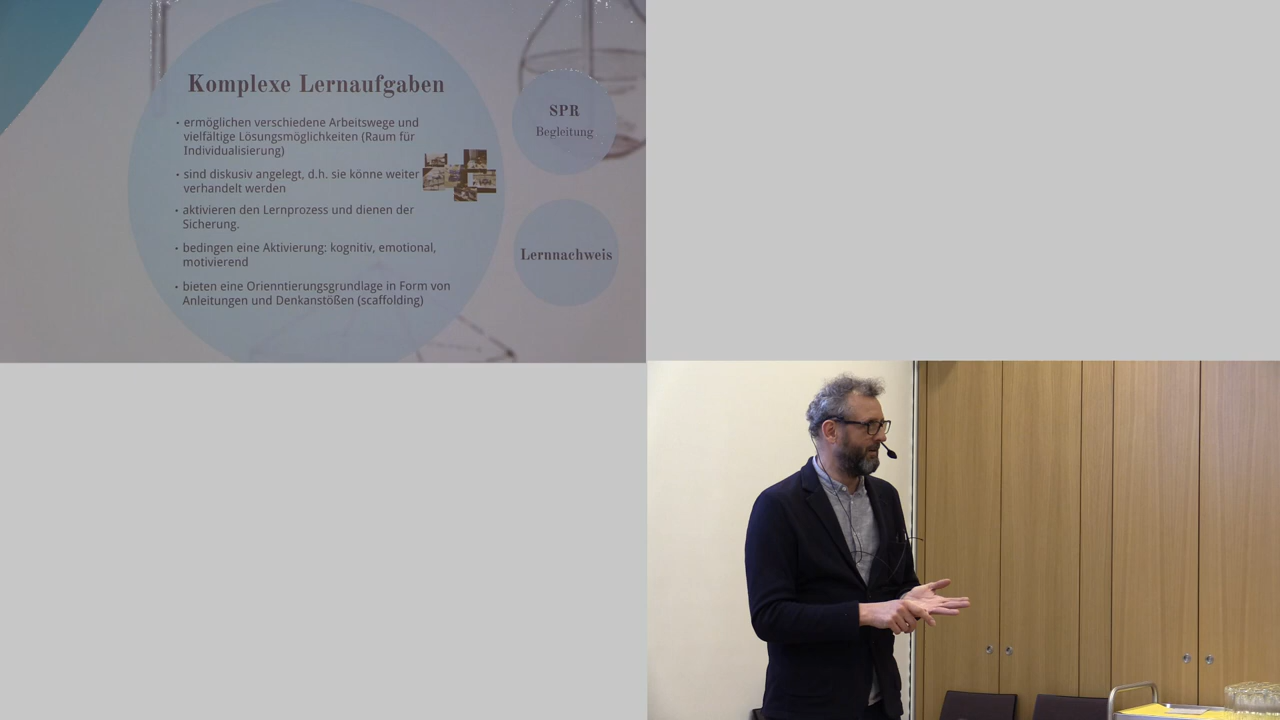 Komplexe Lernaufgaben
• ermöglichen verschiedene Arbeitswege und
vielfältige Lösungsmöglichkeiten (Raum für
Individualisierung)
• sind diskusiv angelegt, d.h. sie könne weiter
verhandelt werden
• aktivieren den Lernprozess und dienen der
Sicherung.
• bedingen eine Aktivierung: kognitiv, emotional,
motivierend
• bieten eine Orienntierungsgrundlage in Form von
Anleitungen und Denkanstößen (scaffolding)
SPR
Begleitung
Lernnachweis